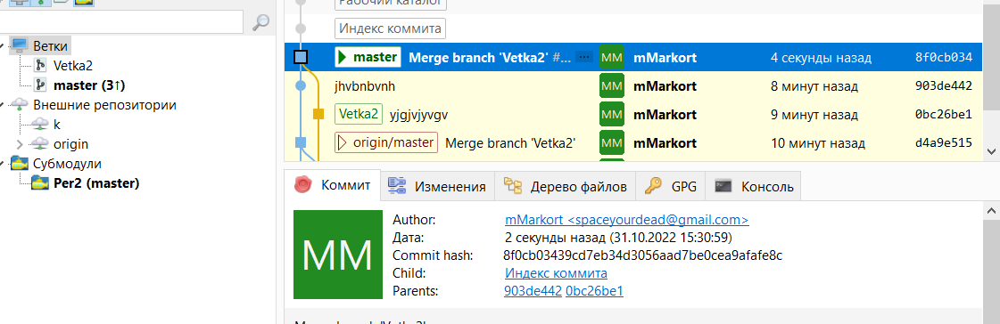 Рабочий каталог
Индекс коммита
Ветки
Vetka2
master (3↑)
Внешние репозитории
k
origin
Субмодули
Per2 (master)
master Merge branch 'Vetka2' #... ... MM mMarkort 4 секунды назад 8f0cb034
jhvbnbvnh MM mMarkort 8 минут назад 903de442
Vetka2 yjgjvjyvgv MM mMarkort 9 минут назад 0bc26be1
origin/master Merge branch 'Vetka2' MM mMarkort 10 минут назад d4a9e515
Коммит Изменения Дерево файлов GPG Консоль
MM
Author: mMarkort <spaceyourdead@gmail.com>
Дата: 2 секунды назад (31.10.2022 15:30:59)
Commit hash: 8f0cb03439cd7eb34d3056aad7be0cea9afafe8c
Child: Индекс коммита
Parents: 903de442 0bc26be1